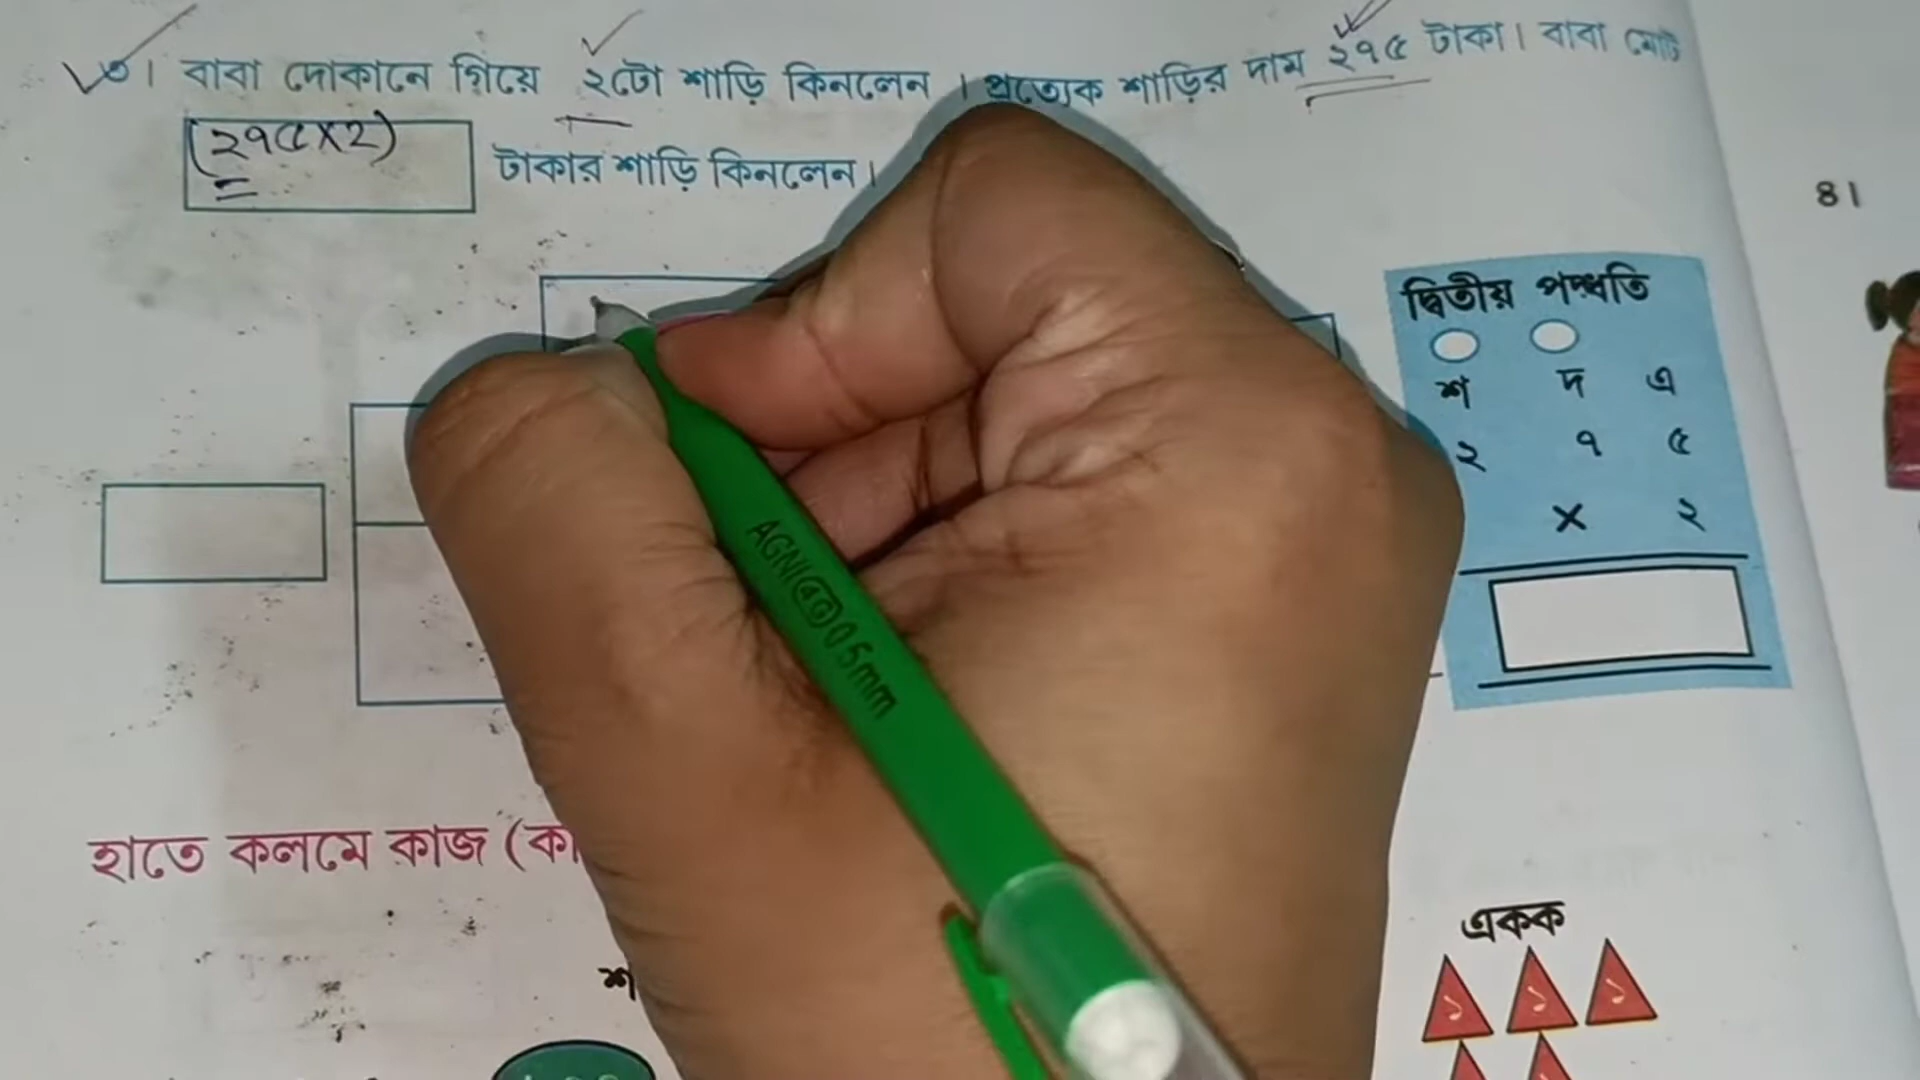 ৩। বাবা দোকানে গিয়ে ২টো শাড়ি কিনলেন । প্রত্যেক শাড়ির দাম ২৭৫ টাকা। বাবা মোট
(২৭৫×2)
=
টাকার শাড়ি কিনলেন।
৪।
দ্বিতীয় পদ্ধতি
শ দ এ
২ ৭ ৫
× ২
AGNI 0.5mm
হাতে কলমে কাজ (কা
একক
শ
১ ১ ১